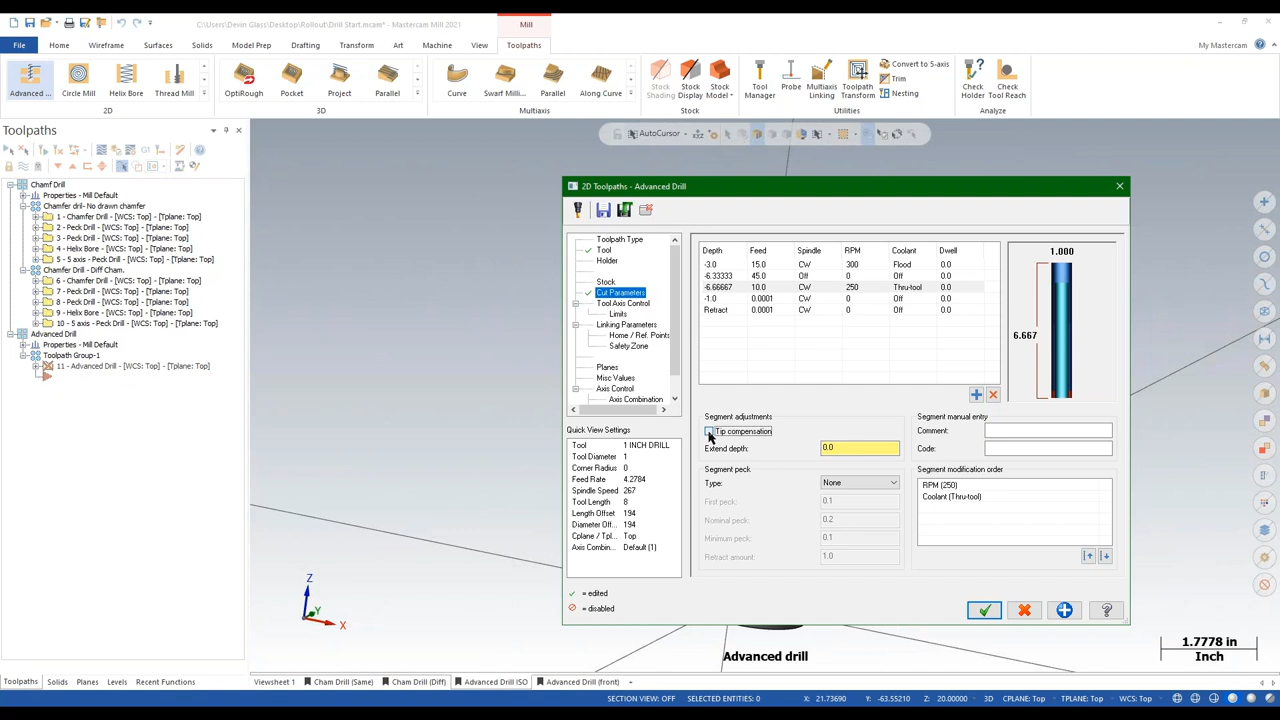 C:\Users\Devin Glass\Desktop\Rollout\Drill Start.mcam* - Mastercam Mill 2021
Mill
File Home Wireframe Surfaces Solids Model Prep Drafting Transform Art Machine View Toolpaths
My Mastercam
Advanced ... Circle Mill Helix Bore Thread Mill
OptiRough Pocket Project Parallel
Curve Swarf Milli... Parallel Along Curve
Stock Shading Stock Display Stock Model
Tool Manager Probe Multiaxis Linking Toolpath Transform
Convert to 5-axis
Trim
Nesting
Check Holder Check Tool Reach
2D 3D Multiaxis Stock Utilities Analyze
Toolpaths
AutoCursor
G1
Chamf Drill
Properties - Mill Default
Chamfer dril- No drawn chamfer
1 - Chamfer Drill - [WCS: Top] - [Tplane: Top]
2 - Peck Drill - [WCS: Top] - [Tplane: Top]
3 - Peck Drill - [WCS: Top] - [Tplane: Top]
4 - Helix Bore - [WCS: Top] - [Tplane: Top]
5 - 5 axis - Peck Drill - [WCS: Top] - [Tplane: Top]
Chamfer Drill - Diff Cham.
6 - Chamfer Drill - [WCS: Top] - [Tplane: Top]
7 - Peck Drill - [WCS: Top] - [Tplane: Top]
8 - Peck Drill - [WCS: Top] - [Tplane: Top]
9 - Helix Bore - [WCS: Top] - [Tplane: Top]
10 - 5 axis - Peck Drill - [WCS: Top] - [Tplane: Top]
Advanced Drill
Properties - Mill Default
Toolpath Group-1
11 - Advanced Drill - [WCS: Top] - [Tplane: Top]
2D Toolpaths - Advanced Drill
Toolpath Type
Tool
Holder
Stock
Cut Parameters
Tool Axis Control
Limits
Linking Parameters
Home / Ref. Points
Safety Zone
Planes
Misc Values
Axis Control
Axis Combination
Quick View Settings
Tool 1 INCH DRILL
Tool Diameter 1
Corner Radius 0
Feed Rate 4.2784
Spindle Speed 267
Tool Length 8
Length Offset 194
Diameter Off... 194
Cplane / Tpl... Top
Axis Combin... Default (1)
= edited
= disabled
Depth Feed Spindle RPM Coolant Dwell
-3.0 15.0 CW 300 Flood 0.0
-6.33333 45.0 Off 0 Off 0.0
-6.66667 10.0 CW 250 Thru-tool 0.0
-1.0 0.0001 CW 0 Off 0.0
Retract 0.0001 CW 0 Off 0.0
1.000
6.667
Segment adjustments
Tip compensation
Extend depth: 0.0
Segment peck
Type: None
First peck: 0.1
Nominal peck: 0.2
Minimum peck: 0.1
Retract amount: 1.0
Segment manual entry
Comment:
Code:
Segment modification order
RPM (250)
Coolant (Thru-tool)
Z
Y
X
Advanced drill
1.7778 in
Inch
Toolpaths Solids Planes Levels Recent Functions
Viewsheet 1 Cham Drill (Same) Cham Drill (Diff) Advanced Drill ISO Advanced Drill (front) +
SECTION VIEW: OFF SELECTED ENTITIES: 0 X: 21.73690 Y: -63.55210 Z: 20.00000 3D CPLANE: TOP TPLANE: TOP WCS: TOP